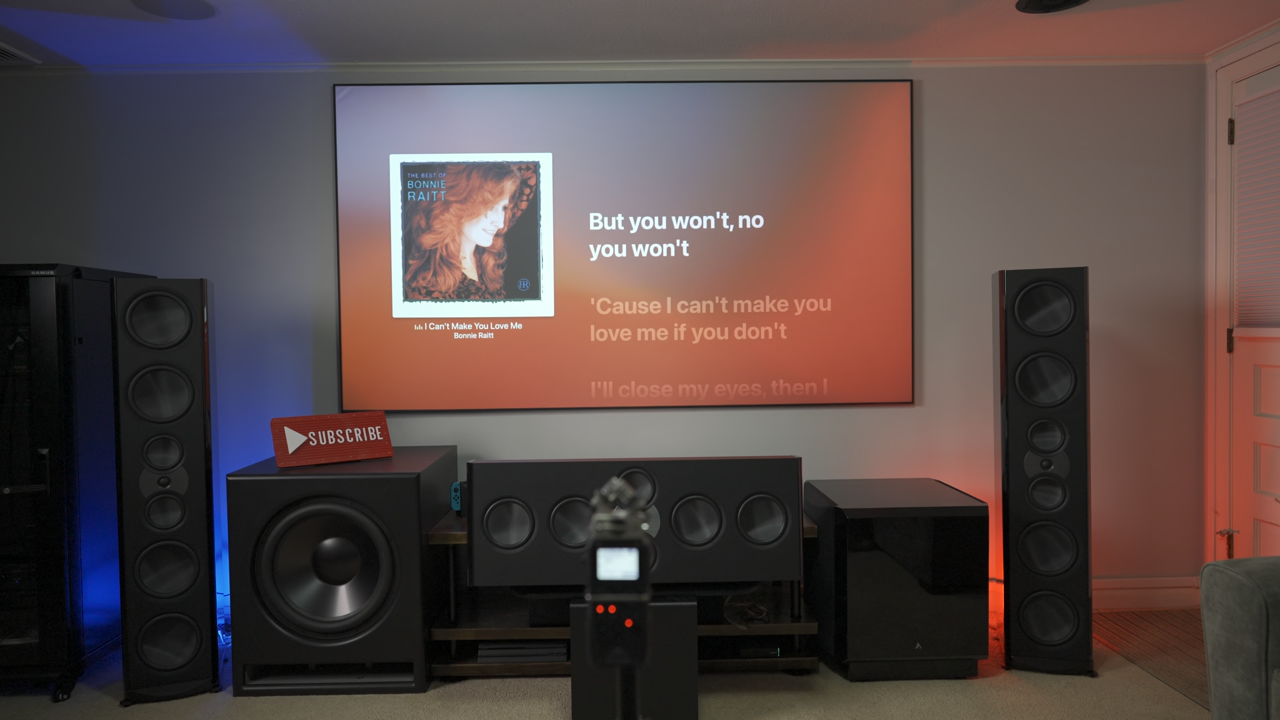 THE BEST OF
BONNIE
RAITT
BR
I Can't Make You Love Me
Bonnie Raitt
But you won't, no
you won't
'Cause I can't make you
love me if you don't
I'll close my eyes, then I
SUBSCRIBE